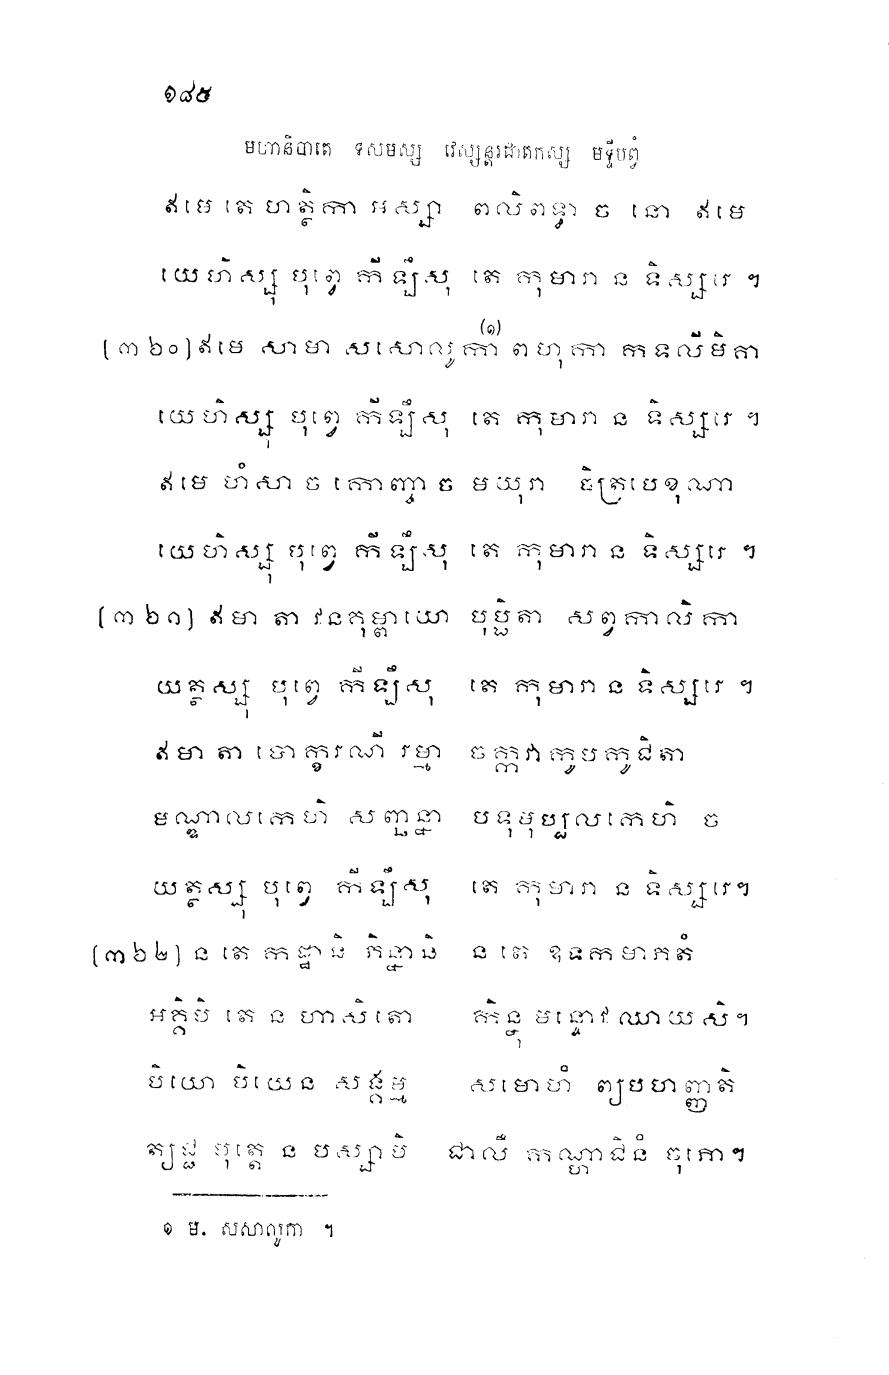 ១៨៥
មហានិបាតេ ទសមស្ស វេស្សន្តរជាតកស្ស មទ្ទីបព្វំ
ឥមេ តេ ហត្ថិកា អស្សា ពលិពទ្ធា ច នោ ឥមេ
យេហិស្សុ បុព្វេ កីឡឹសុ តេ កុមារា ន ទិស្សរេ ។
[៣៦០] ឥមេ សាមា សសោលូកា (១) ពហុកា កទលីមិគា
យេហិស្សុ បុព្វេ កីឡឹសុ តេ កុមារា ន ទិស្សរេ ។
ឥមេ ហំសា ច កោញ្ចា ច មយុរា ចិត្របេខុណា
យេហិស្សុ បុព្វេ កីឡឹសុ តេ កុមារា ន ទិស្សរេ ។
[៣៦១] ឥមា តា វនគុម្ពាយោ បុប្ផិតា សព្វកាលិកា
យត្ថស្សុ បុព្វេ កីឡឹសុ តេ កុមារា ន ទិស្សរេ ។
ឥមា តា បោក្ខរណី រម្មា ចក្កវាកូបកូជិតា
មណ្ឌាលកេហិ សញ្ឆន្នា បទុមុប្បលកេហិ ច
យត្ថស្សុ បុព្វេ កីឡឹសុ តេ កុមារា ន ទិស្សរេ។
[៣៦២] ន តេ កដ្ឋានិ ភិន្នានិ ន តេ ឧទកមាភតំ
អគ្គិបិ តេ ន ហាសិតោ កិន្នុ មន្ទោវ ឈាយសិ។
បិយោ បិយេន សង្គម្ម សមោហំ ព្យបហញ្ញតិ
ត្យជ្ជ បុត្តេ ន បស្សាមិ ជាលឹ កណ្ហាជិនំ ចុភោ។
១ ម. សសាលូកា ។